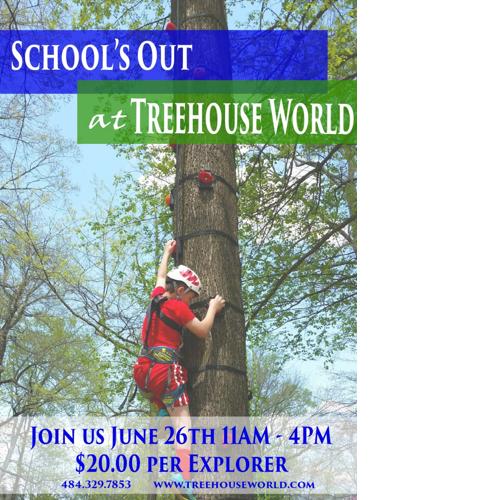 School's Out
at Treehouse World
Join us June 26th 11am - 4pm
$20.00 per Explorer
484.329.7853 www.treehouseworld.com